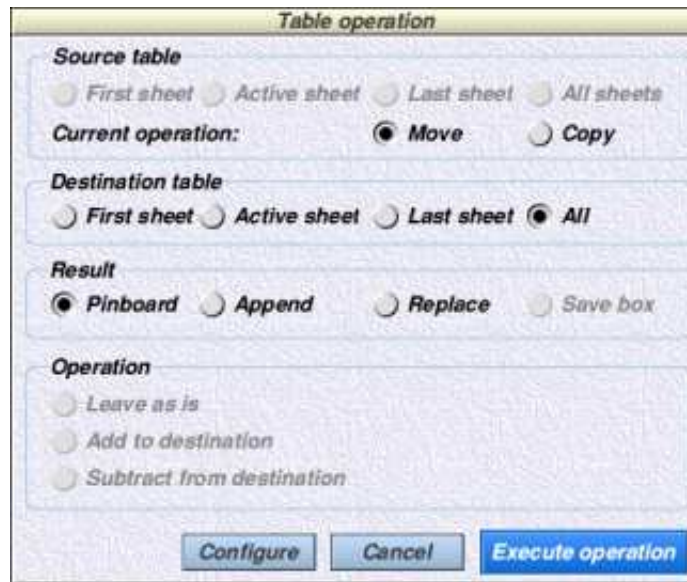 Table operation
Source table
First sheet Active sheet Last sheet All sheets
Current operation: Move Copy
Destination table
First sheet Active sheet Last sheet All
Result
Pinboard Append Replace Save box
Operation
Leave as is
Add to destination
Subtract from destination
Configure Cancel Execute operation